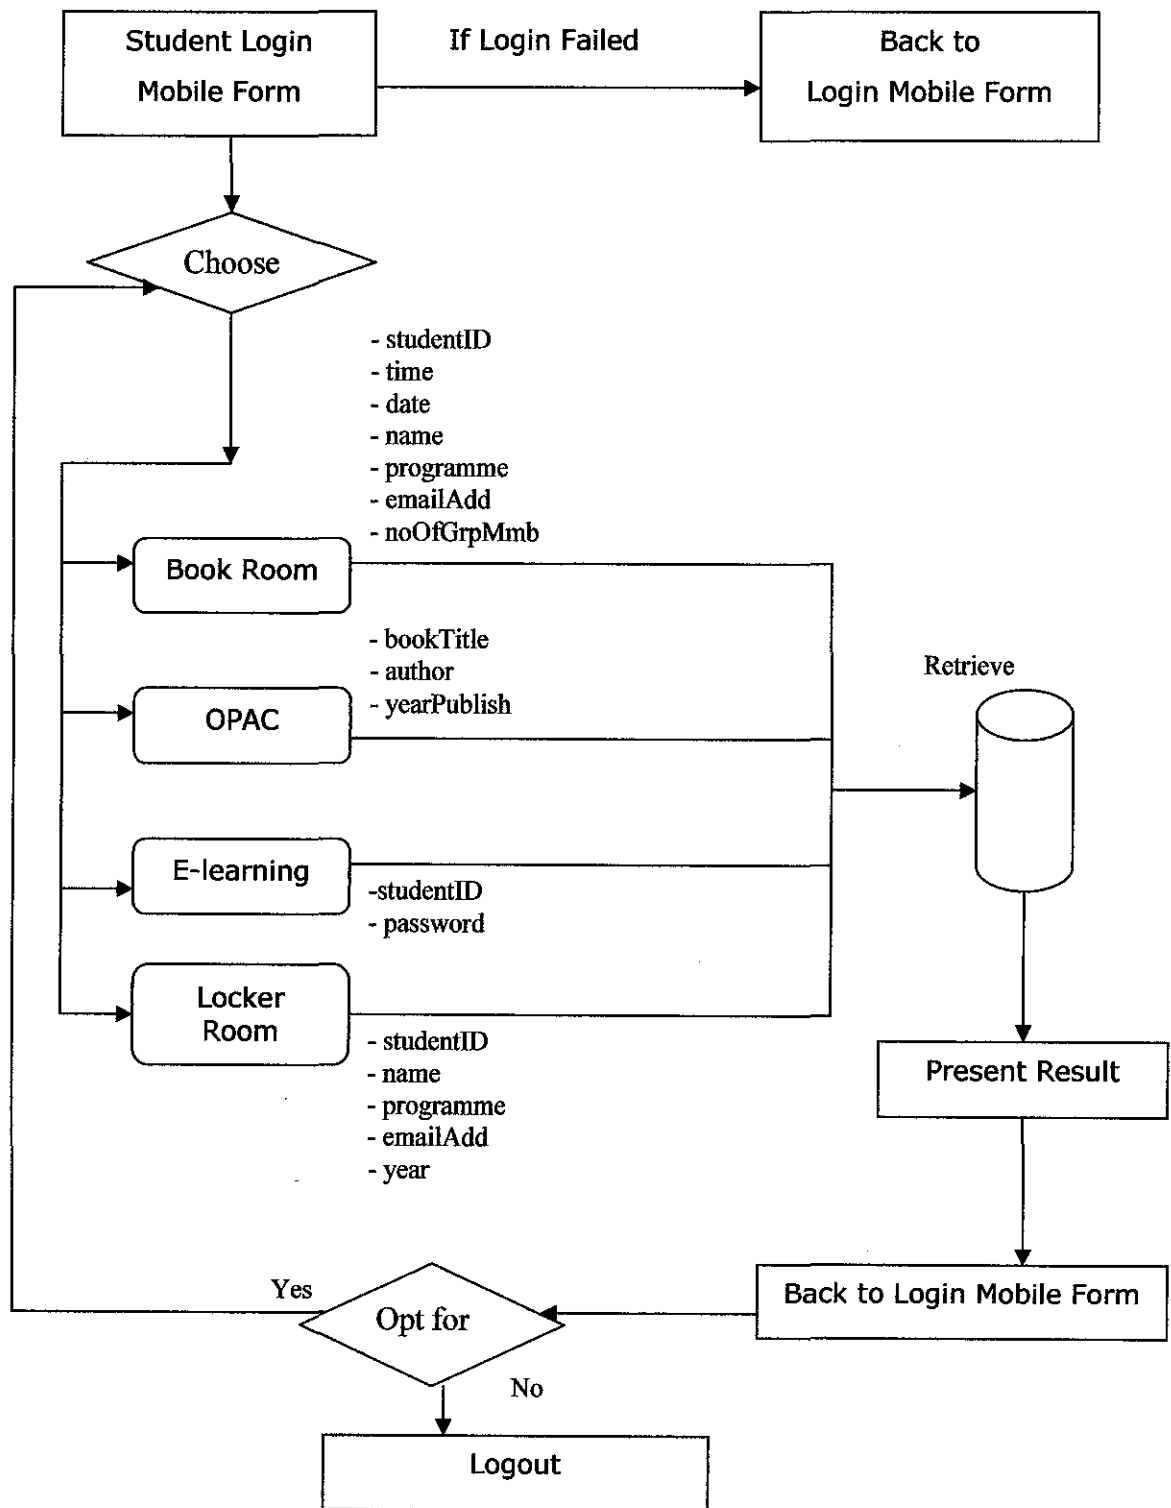 Student Login
Mobile Form
If Login Failed
Back to
Login Mobile Form
Choose
- studentID
- time
- date
- name
- programme
- emailAdd
- noOfGrpMmb
Book Room
- bookTitle
- author
- yearPublish
OPAC
Retrieve
E-learning
-studentID
- password
Locker
Room
- studentID
- name
- programme
- emailAdd
- year
Present Result
Back to Login Mobile Form
Yes
Opt for
No
Logout